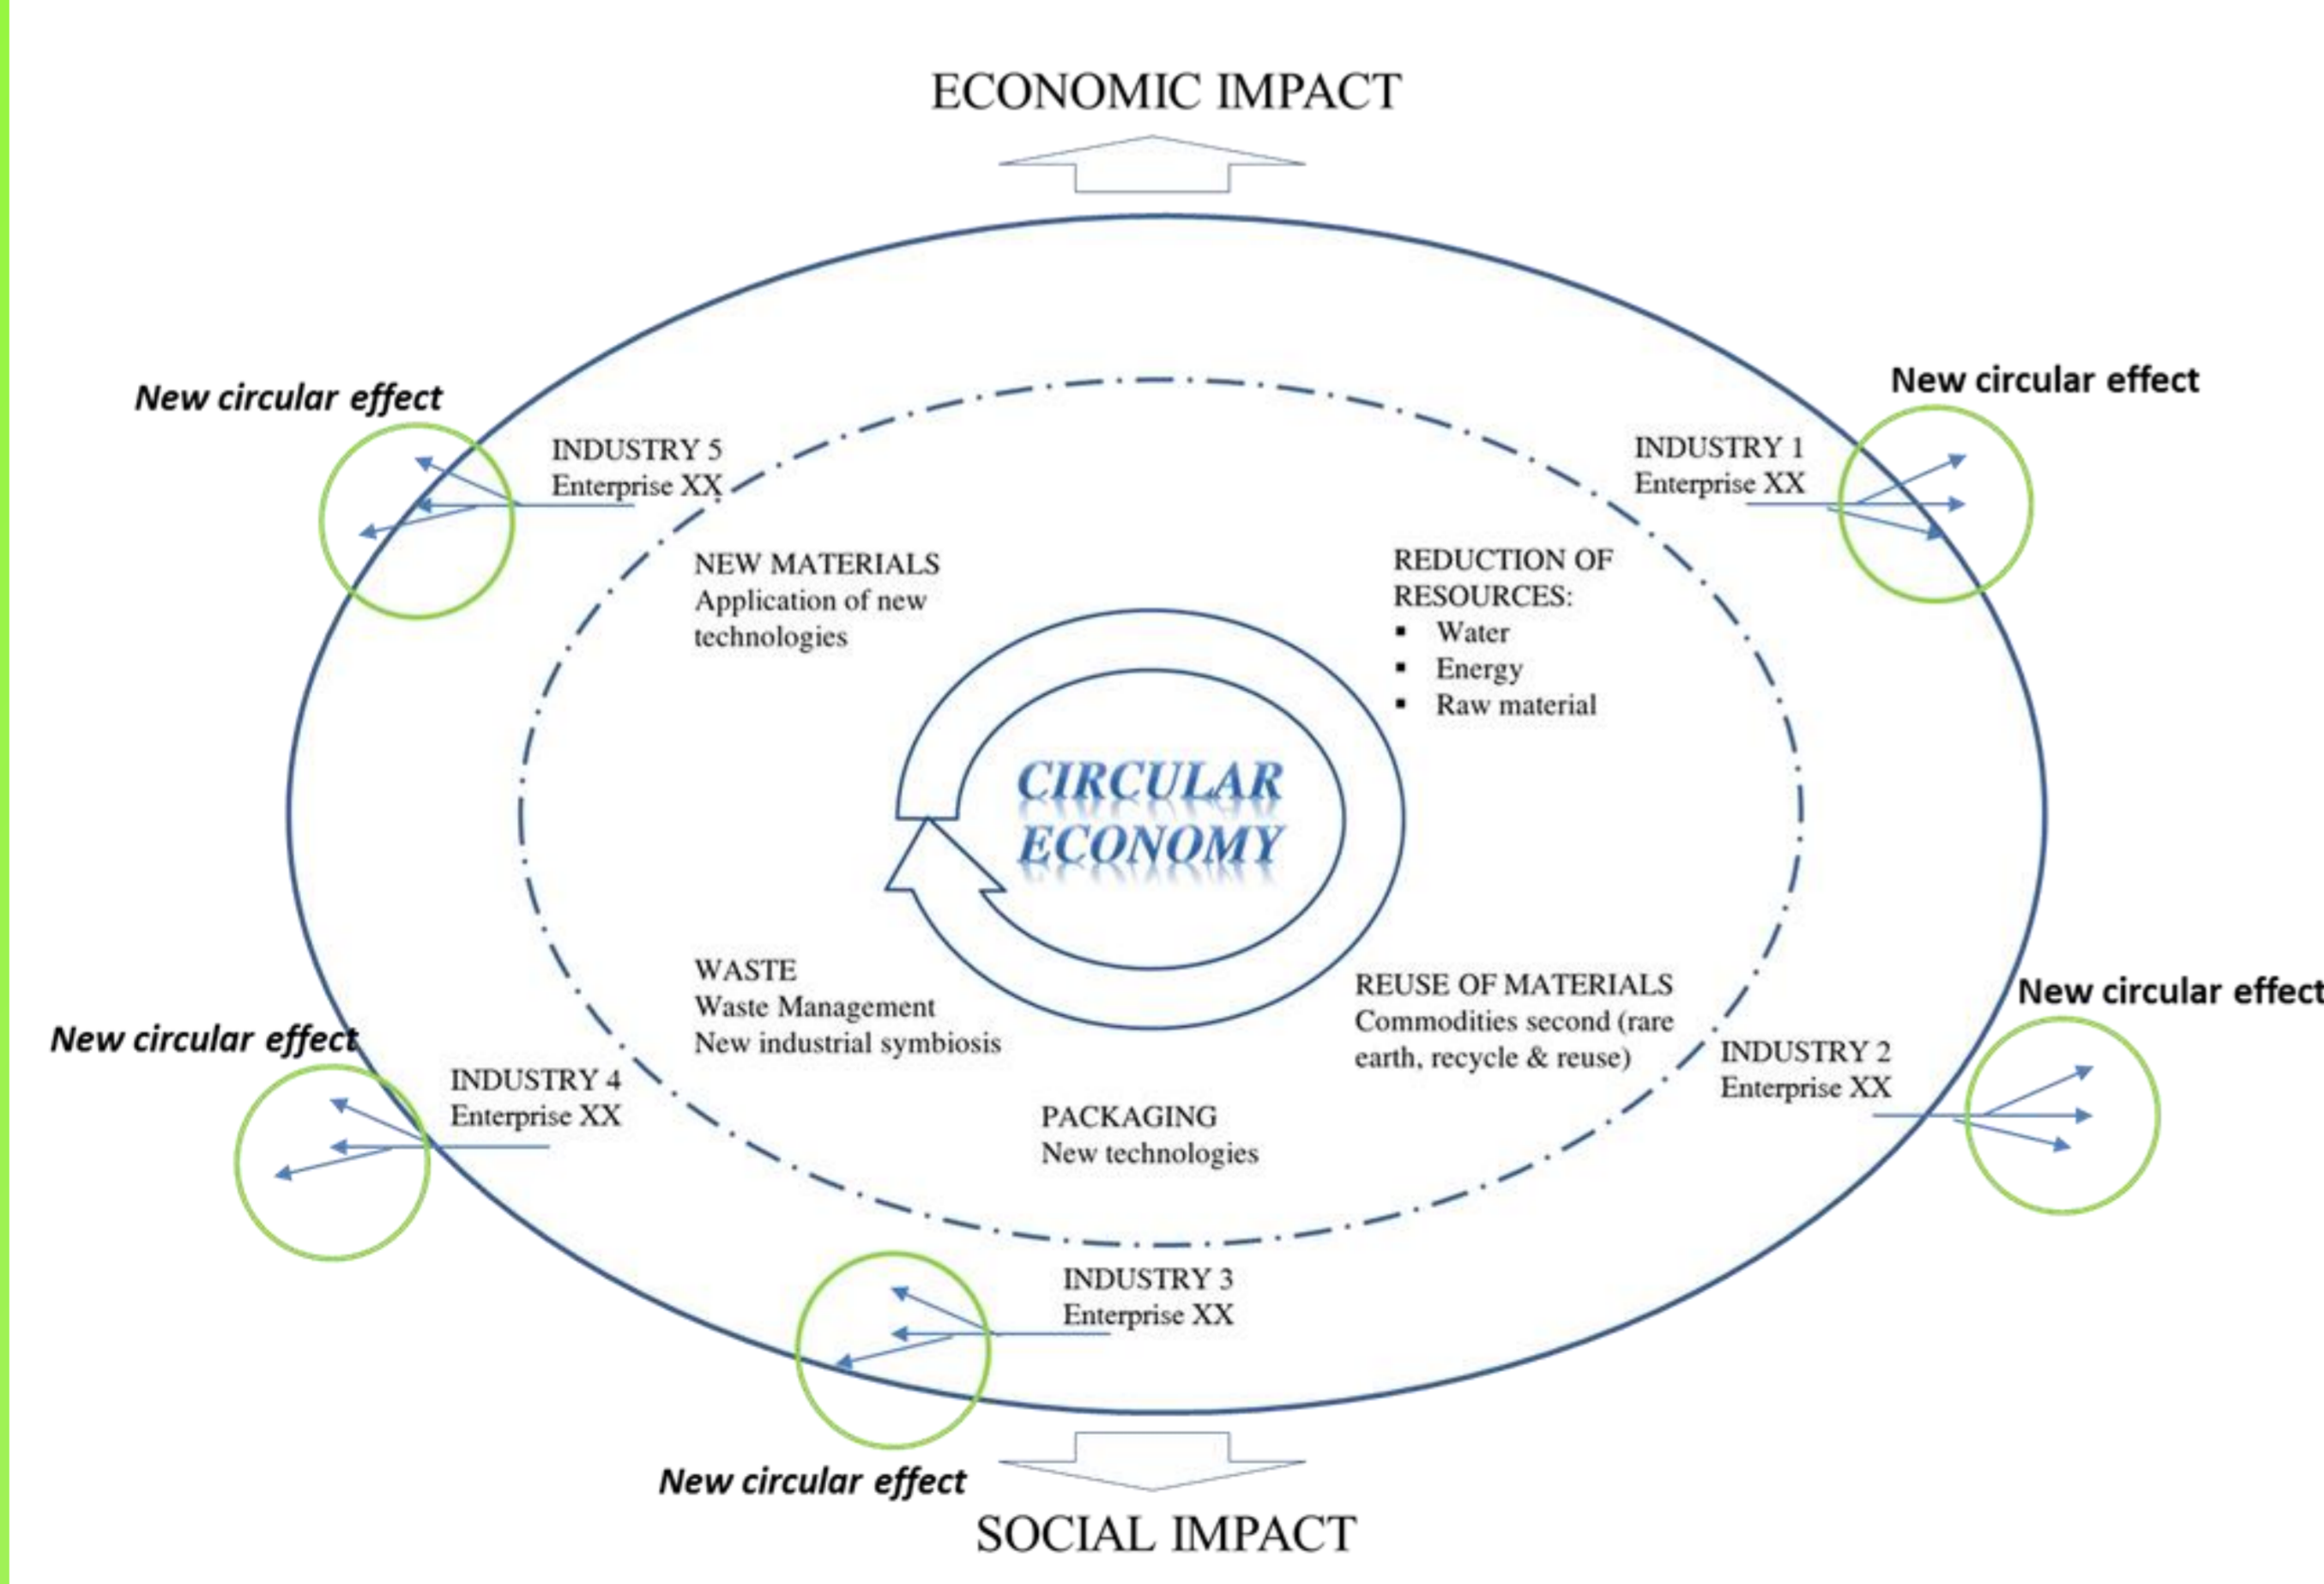 ECONOMIC IMPACT
New circular effect
New circular effect
INDUSTRY 5
Enterprise XX
INDUSTRY 1
Enterprise XX
NEW MATERIALS
Application of new
technologies
REDUCTION OF
RESOURCES:
▪ Water
▪ Energy
▪ Raw material
CIRCULAR
ECONOMY
WASTE
Waste Management
New industrial symbiosis
REUSE OF MATERIALS
Commodities second (rare
earth, recycle & reuse)
New circular effect
New circular effect
INDUSTRY 4
Enterprise XX
INDUSTRY 2
Enterprise XX
PACKAGING
New technologies
INDUSTRY 3
Enterprise XX
New circular effect
SOCIAL IMPACT